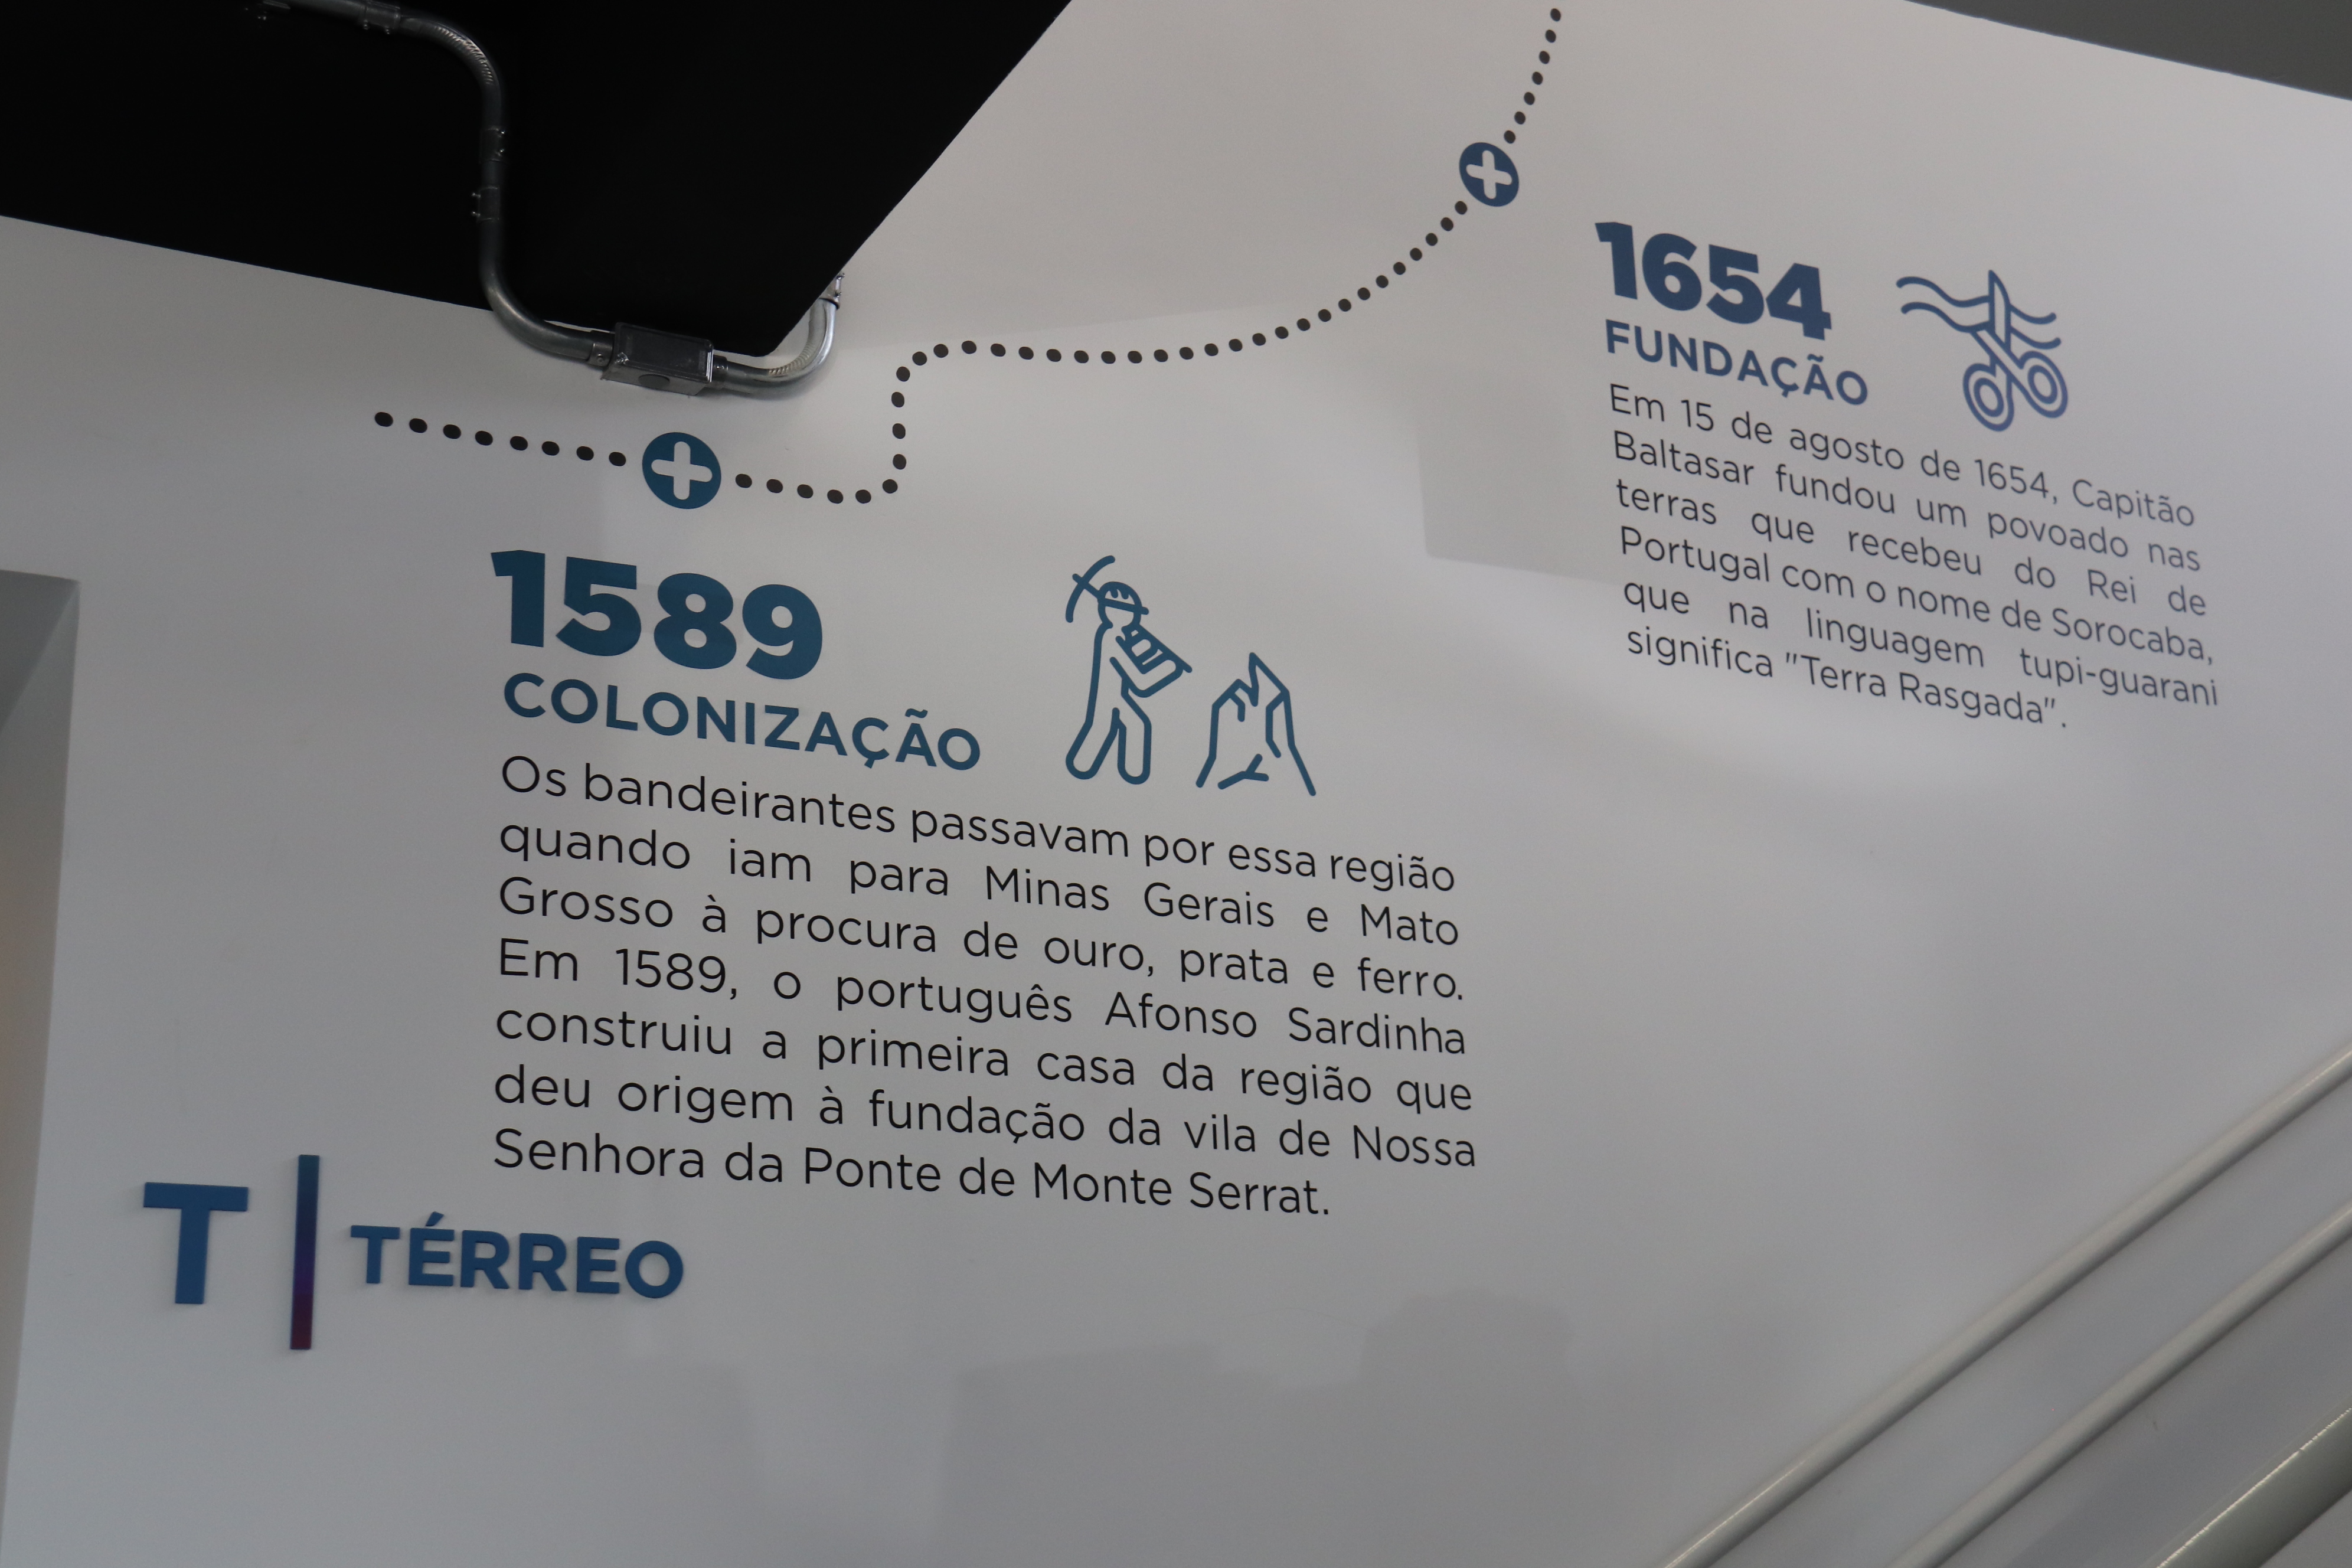 1589
COLONIZAÇÃO
Os bandeirantes passavam por essa região
quando iam para Minas Gerais e Mato
Grosso à procura de ouro, prata e ferro.
Em 1589, o português Afonso Sardinha
construiu a primeira casa da região que
deu origem à fundação da vila de Nossa
Senhora da Ponte de Monte Serrat.
1654
FUNDAÇÃO
Em 15 de agosto de 1654, Capitão
Baltasar fundou um povoado nas
terras que recebeu do Rei de
Portugal com o nome de Sorocaba,
que na linguagem tupi-guarani
significa "Terra Rasgada".
T | TÉRREO